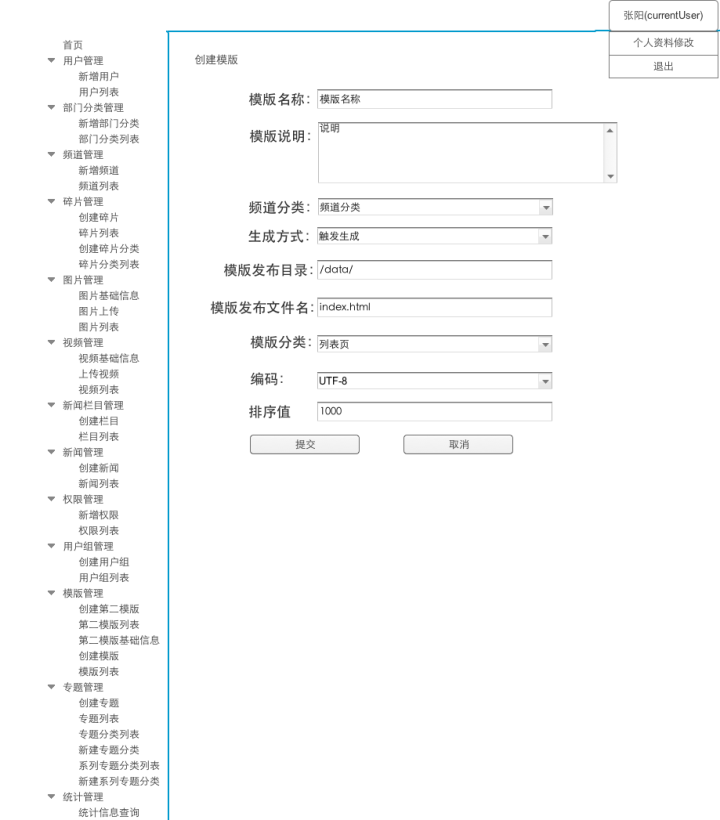 张阳(currentUser)
个人资料修改
退出
首页
用户管理
新增用户
用户列表
部门分类管理
新增部门分类
部门分类列表
频道管理
新增频道
频道列表
碎片管理
创建碎片
碎片列表
创建碎片分类
碎片分类列表
图片管理
图片基础信息
图片上传
图片列表
视频管理
视频基础信息
上传视频
视频列表
新闻栏目管理
创建栏目
栏目列表
新闻管理
创建新闻
新闻列表
权限管理
新增权限
权限列表
用户组管理
创建用户组
用户组列表
模版管理
创建第二模版
第二模版列表
第二模版基础信息
创建模版
模版列表
专题管理
创建专题
专题列表
专题分类列表
新建专题分类
系列专题分类列表
新建系列专题分类
统计管理
统计信息查询
创建模版
模版名称： 模版名称
模版说明： 说明
频道分类： 频道分类
生成方式： 触发生成
模版发布目录： /data/
模版发布文件名： index.html
模版分类： 列表页
编码： UTF-8
排序值 1000
提交 取消